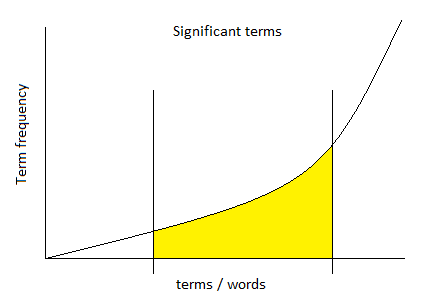 Significant terms
Term frequency
terms / words